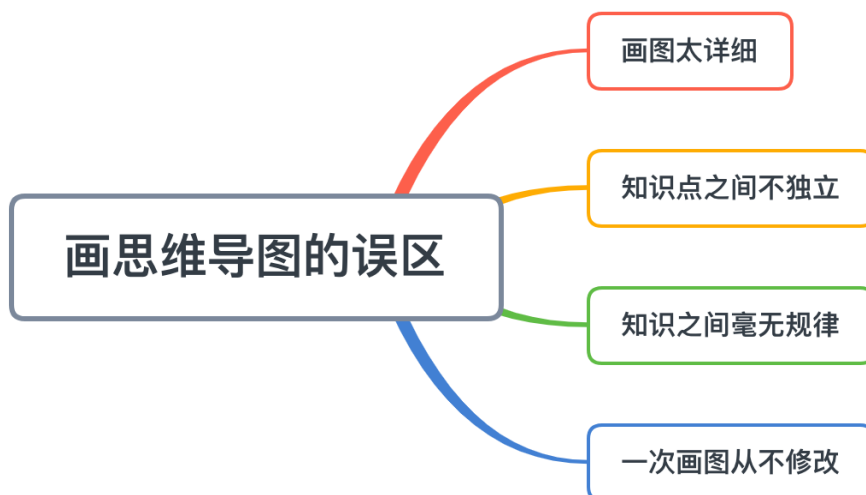 画图太详细
知识点之间不独立
画思维导图的误区
知识之间毫无规律
一次画图从不修改